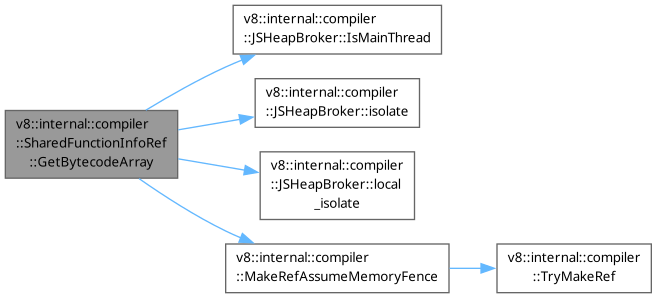 v8::internal::compiler
::JSHeapBroker::IsMainThread
v8::internal::compiler
::JSHeapBroker::isolate
v8::internal::compiler
::SharedFunctionInfoRef
::GetBytecodeArray
v8::internal::compiler
::JSHeapBroker::local
_isolate
v8::internal::compiler
::MakeRefAssumeMemoryFence
v8::internal::compiler
::TryMakeRef